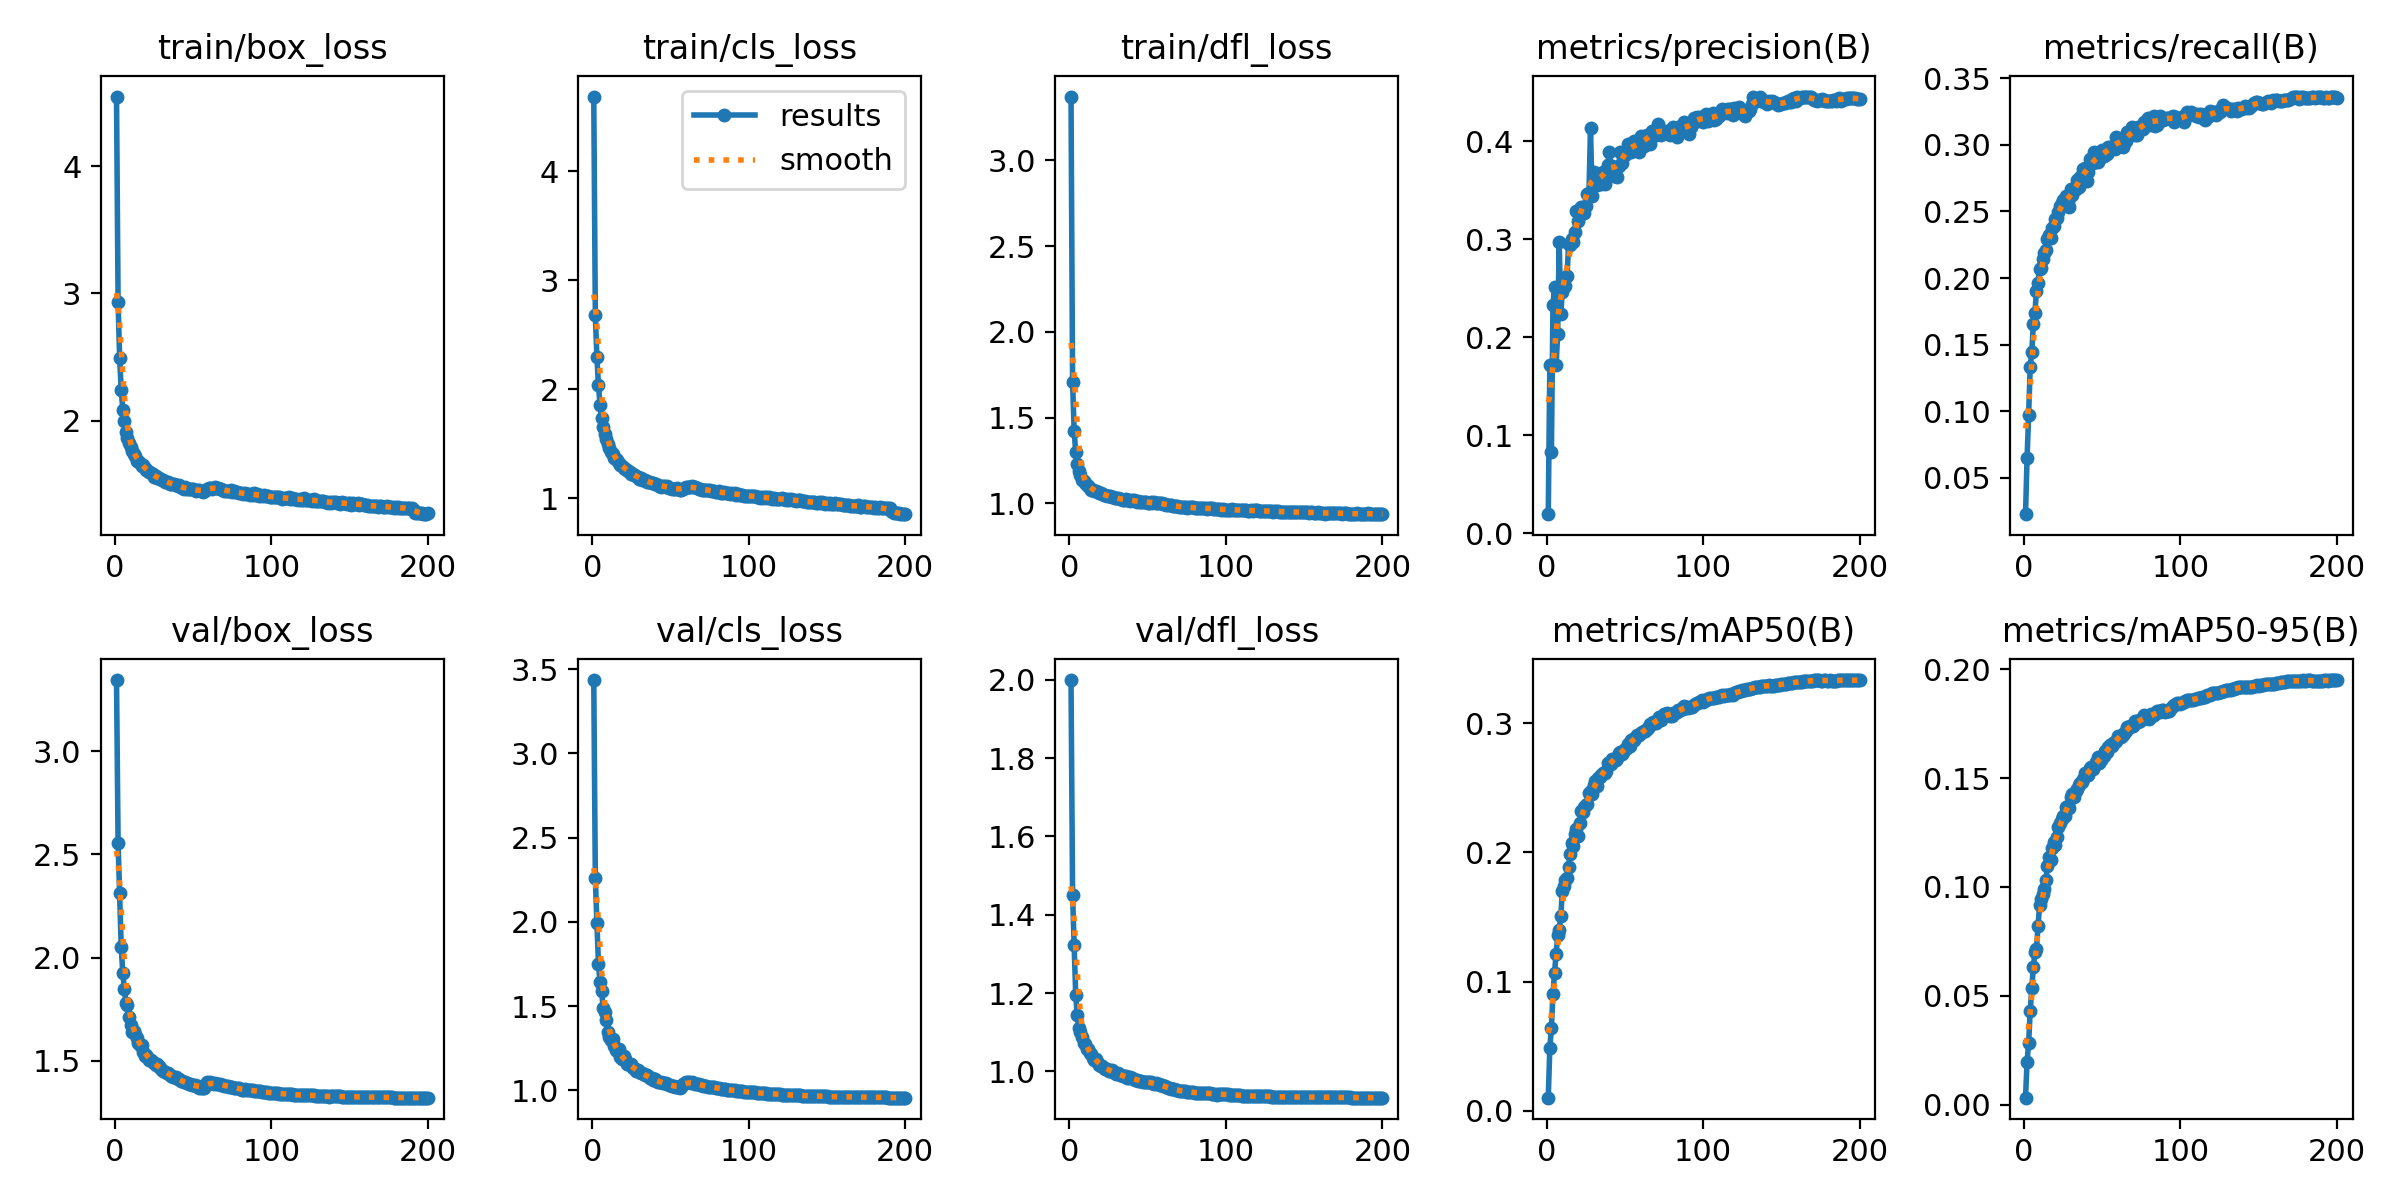 train/box_loss
4
3
2
0 100 200
train/cls_loss
results
smooth
4
3
2
1
0 100 200
train/dfl_loss
3.0
2.5
2.0
1.5
1.0
0 100 200
metrics/precision(B)
0.4
0.3
0.2
0.1
0.0
0 100 200
metrics/recall(B)
0.35
0.30
0.25
0.20
0.15
0.10
0.05
0 100 200
val/box_loss
3.0
2.5
2.0
1.5
0 100 200
val/cls_loss
3.5
3.0
2.5
2.0
1.5
1.0
0 100 200
val/dfl_loss
2.0
1.8
1.6
1.4
1.2
1.0
0 100 200
metrics/mAP50(B)
0.3
0.2
0.1
0.0
0 100 200
metrics/mAP50-95(B)
0.20
0.15
0.10
0.05
0.00
0 100 200